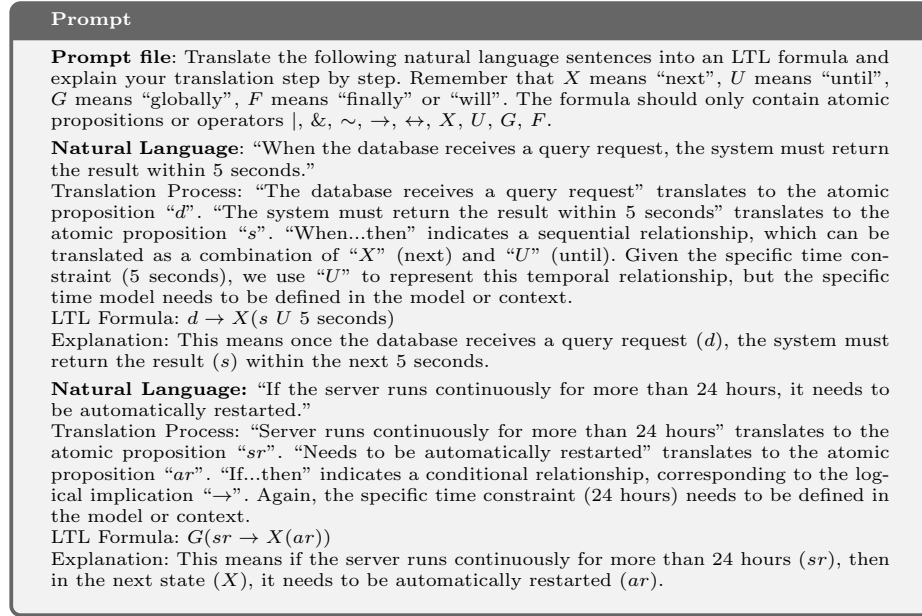 Prompt
Prompt file: Translate the following natural language sentences into an LTL formula and
explain your translation step by step. Remember that X means “next”, U means “until”,
G means “globally”, F means “finally” or “will”. The formula should only contain atomic
propositions or operators |, &, ∼, →, ↔, X, U, G, F.
Natural Language: “When the database receives a query request, the system must return
the result within 5 seconds.”
Translation Process: “The database receives a query request” translates to the atomic
proposition “d”. “The system must return the result within 5 seconds” translates to the
atomic proposition “s”. “When...then” indicates a sequential relationship, which can be
translated as a combination of “X” (next) and “U” (until). Given the specific time con-
straint (5 seconds), we use “U” to represent this temporal relationship, but the specific
time model needs to be defined in the model or context.
LTL Formula: d → X(s U 5 seconds)
Explanation: This means once the database receives a query request (d), the system must
return the result (s) within the next 5 seconds.
Natural Language: “If the server runs continuously for more than 24 hours, it needs to
be automatically restarted.”
Translation Process: “Server runs continuously for more than 24 hours” translates to the
atomic proposition “sr”. “Needs to be automatically restarted” translates to the atomic
proposition “ar”. “If...then” indicates a conditional relationship, corresponding to the log-
ical implication “→”. Again, the specific time constraint (24 hours) needs to be defined in
the model or context.
LTL Formula: G(sr → X(ar))
Explanation: This means if the server runs continuously for more than 24 hours (sr), then
in the next state (X), it needs to be automatically restarted (ar).